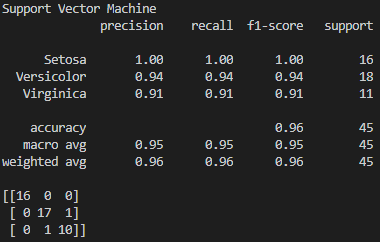 Support Vector Machine
              precision    recall  f1-score   support

      Setosa       1.00      1.00      1.00        16
  Versicolor       0.94      0.94      0.94        18
   Virginica       0.91      0.91      0.91        11

    accuracy                           0.96        45
   macro avg       0.95      0.95      0.95        45
weighted avg       0.96      0.96      0.96        45

[[16  0  0]
 [ 0 17  1]
 [ 0  1 10]]